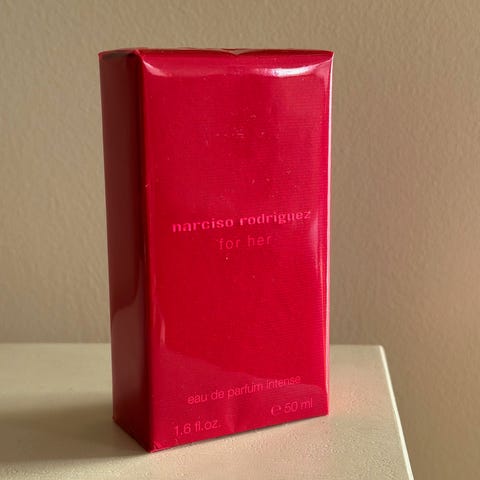 narciso rodriguez
for her
eau de parfum intense
1.6 fl.oz. ℮ 50 ml